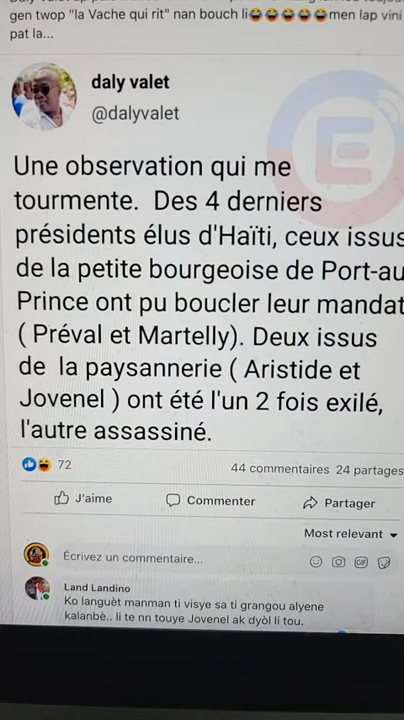 gen twop "la Vache qui rit" nan bouch li😂😂😂😂😂men lap vini
pat la...
daly valet
@dalyvalet
Une observation qui me
tourmente. Des 4 derniers
présidents élus d'Haïti, ceux issus
de la petite bourgeoise de Port-au
Prince ont pu boucler leur mandat
( Préval et Martelly). Deux issus
de la paysannerie ( Aristide et
Jovenel ) ont été l'un 2 fois exilé,
l'autre assassiné.
72
44 commentaires 24 partages
J'aime Commenter Partager
Most relevant
Écrivez un commentaire...
GIF
Land Landino
Ko languèt manman ti visye sa ti grangou alyene
kalanbè.. li te nn touye Jovenel ak dyòl li tou.